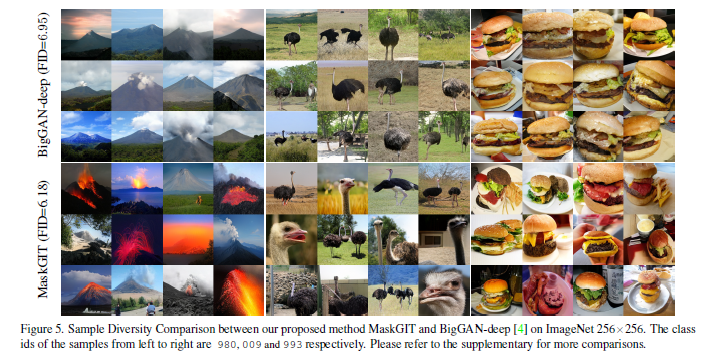 BigGAN-deep (FID=6.95)
MaskGIT (FID=6.18)
Figure 5. Sample Diversity Comparison between our proposed method MaskGIT and BigGAN-deep [4] on ImageNet 256×256. The class
ids of the samples from left to right are 980, 009 and 993 respectively. Please refer to the supplementary for more comparisons.